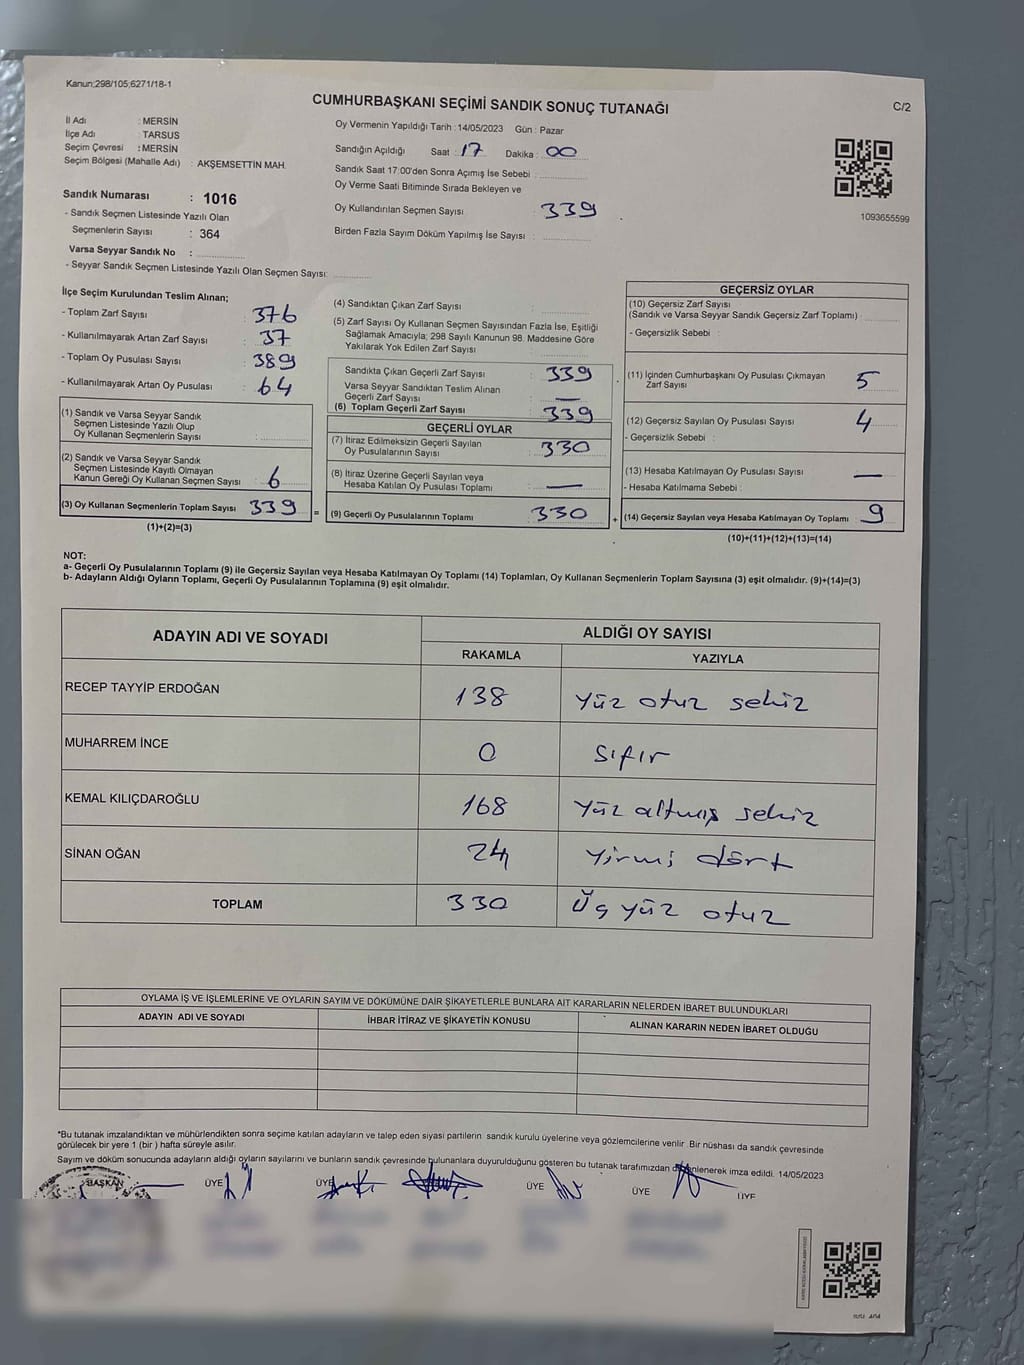 Kanun;298/105;6271/18-1
CUMHURBAŞKANI SEÇİMİ SANDIK SONUÇ TUTANAĞI
C/2
İl Adı : MERSİN
İlçe Adı : TARSUS
Seçim Çevresi : MERSİN
Seçim Bölgesi (Mahalle Adı) : AKŞEMSETTİN MAH.
Sandık Numarası : 1016
- Sandık Seçmen Listesinde Yazılı Olan
Seçmenlerin Sayısı : 364
Varsa Seyyar Sandık No :
- Seyyar Sandık Seçmen Listesinde Yazılı Olan Seçmen Sayısı:
Oy Vermenin Yapıldığı Tarih : 14/05/2023 Gün : Pazar
Sandığın Açıldığı Saat : 17 Dakika : 00
Sandık Saat 17:00'den Sonra Açımış İse Sebebi :
Oy Verme Saati Bitiminde Sırada Bekleyen ve
Oy Kullandırılan Seçmen Sayısı : 339
Birden Fazla Sayım Döküm Yapılmış İse Sayısı :
1093655599
İlçe Seçim Kurulundan Teslim Alınan;
- Toplam Zarf Sayısı : 376
- Kullanılmayarak Artan Zarf Sayısı : 37
- Toplam Oy Pusulası Sayısı : 389
- Kullanılmayarak Artan Oy Pusulası : 64
(1) Sandık ve Varsa Seyyar Sandık
Seçmen Listesinde Yazılı Olup
Oy Kullanan Seçmenlerin Sayısı :
(2) Sandık ve Varsa Seyyar Sandık
Seçmen Listesinde Kayıtlı Olmayan
Kanun Gereği Oy Kullanan Seçmen Sayısı : 6
(3) Oy Kullanan Seçmenlerin Toplam Sayısı 339
(1)+(2)=(3)
(4) Sandıktan Çıkan Zarf Sayısı :
(5) Zarf Sayısı Oy Kullanan Seçmen Sayısından Fazla İse, Eşitliği
Sağlamak Amacıyla; 298 Sayılı Kanunun 98. Maddesine Göre
Yakılarak Yok Edilen Zarf Sayısı :
Sandıkta Çıkan Geçerli Zarf Sayısı : 339
Varsa Seyyar Sandıktan Teslim Alınan
Geçerli Zarf Sayısı : —
(6) Toplam Geçerli Zarf Sayısı : 339
GEÇERLİ OYLAR
(7) İtiraz Edilmeksizin Geçerli Sayılan
Oy Pusulalarının Sayısı : 330
(8) İtiraz Üzerine Geçerli Sayılan veya
Hesaba Katılan Oy Pusulası Toplamı : —
= (9) Geçerli Oy Pusulalarının Toplamı : 330
GEÇERSİZ OYLAR
(10) Geçersiz Zarf Sayısı
(Sandık ve Varsa Seyyar Sandık Geçersiz Zarf Toplamı) :
- Geçersizlik Sebebi :
(11) İçinden Cumhurbaşkanı Oy Pusulası Çıkmayan
Zarf Sayısı : 5
(12) Geçersiz Sayılan Oy Pusulası Sayısı : 4
- Geçersizlik Sebebi :
(13) Hesaba Katılmayan Oy Pusulası Sayısı : —
- Hesaba Katılmama Sebebi :
+ (14) Geçersiz Sayılan veya Hesaba Katılmayan Oy Toplamı : 9
(10)+(11)+(12)+(13)=(14)
NOT:
a- Geçerli Oy Pusulalarının Toplamı (9) ile Geçersiz Sayılan veya Hesaba Katılmayan Oy Toplamı (14) Toplamları, Oy Kullanan Seçmenlerin Toplam Sayısına (3) eşit olmalıdır. (9)+(14)=(3)
b- Adayların Aldığı Oyların Toplamı, Geçerli Oy Pusulalarının Toplamına (9) eşit olmalıdır.
ADAYIN ADI VE SOYADI ALDIĞI OY SAYISI
RAKAMLA YAZIYLA
RECEP TAYYİP ERDOĞAN 138 Yüz otuz sekiz
MUHARREM İNCE 0 Sıfır
KEMAL KILIÇDAROĞLU 168 Yüz altmış sekiz
SİNAN OĞAN 24 Yirmi dört
TOPLAM 330 Üç yüz otuz
OYLAMA İŞ VE İŞLEMLERİNE VE OYLARIN SAYIM VE DÖKÜMÜNE DAİR ŞİKAYETLERLE BUNLARA AİT KARARLARIN NELERDEN İBARET BULUNDUKLARI
ADAYIN ADI VE SOYADI İHBAR İTİRAZ VE ŞİKAYETİN KONUSU ALINAN KARARIN NEDEN İBARET OLDUĞU
*Bu tutanak imzalandıktan ve mühürlendikten sonra seçime katılan adayların ve talep eden siyasi partilerin sandık kurulu üyelerine veya gözlemcilerine verilir. Bir nüshası da sandık çevresinde
görülecek bir yere 1 (bir ) hafta süreyle asılır.
Sayım ve döküm sonucunda adayların aldığı oyların sayılarını ve bunların sandık çevresinde bulunanlara duyurulduğunu gösteren bu tutanak tarafımızdan düzenlenerek imza edildi. 14/05/2023
BAŞKAN ÜYE ÜYE ÜYE ÜYE ÜYE